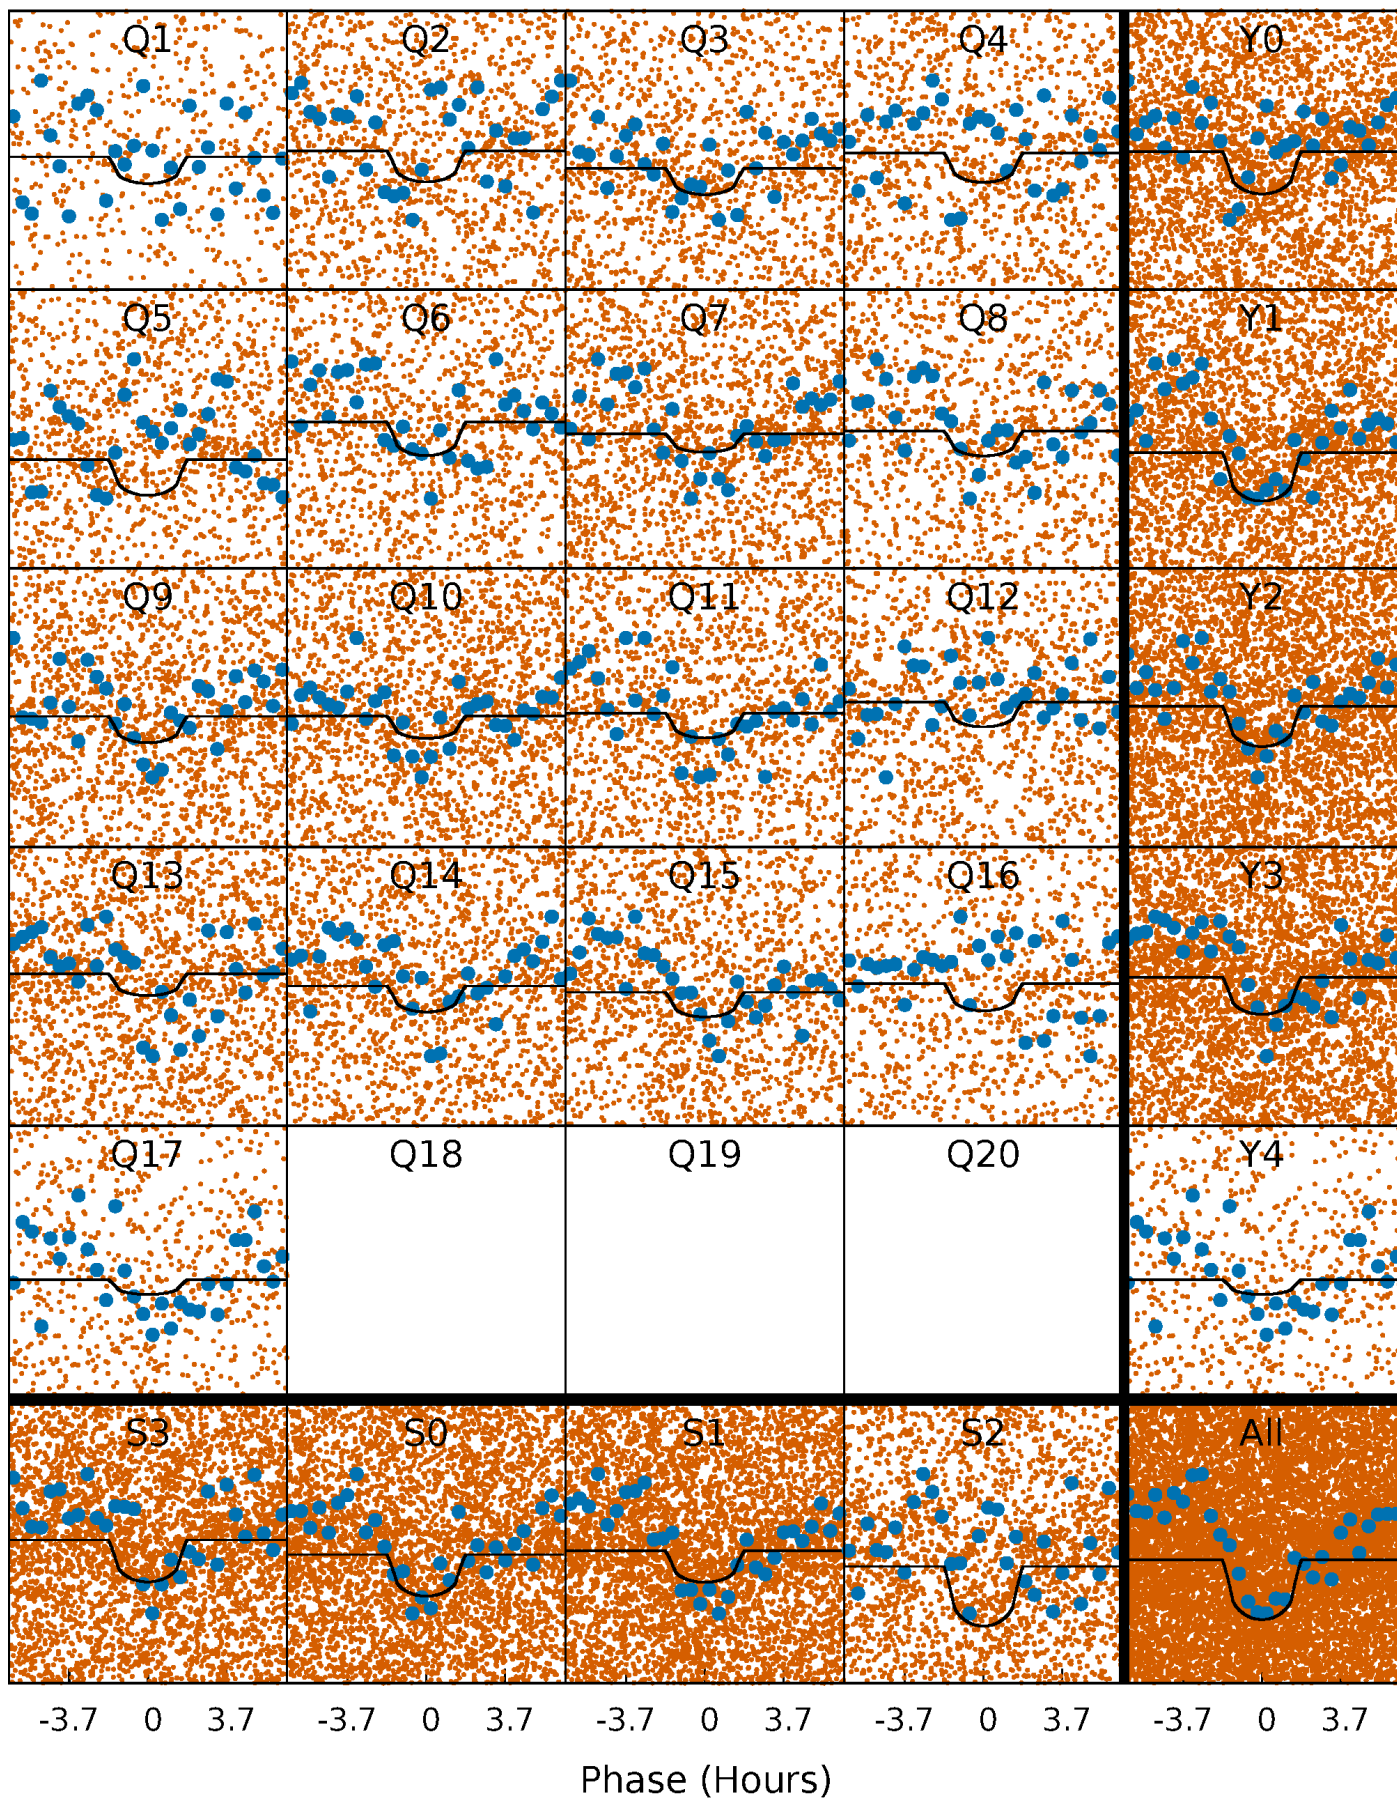 Q1 Q2 Q3 Q4 Y0
Q5 Q6 Q7 Q8 Y1
Q9 Q10 Q11 Q12 Y2
Q13 Q14 Q15 Q16 Y3
Q17 Q18 Q19 Q20 Y4
S3 S0 S1 S2 All
-3.7 0 3.7 -3.7 0 3.7 -3.7 0 3.7 -3.7 0 3.7 -3.7 0 3.7
Phase (Hours)